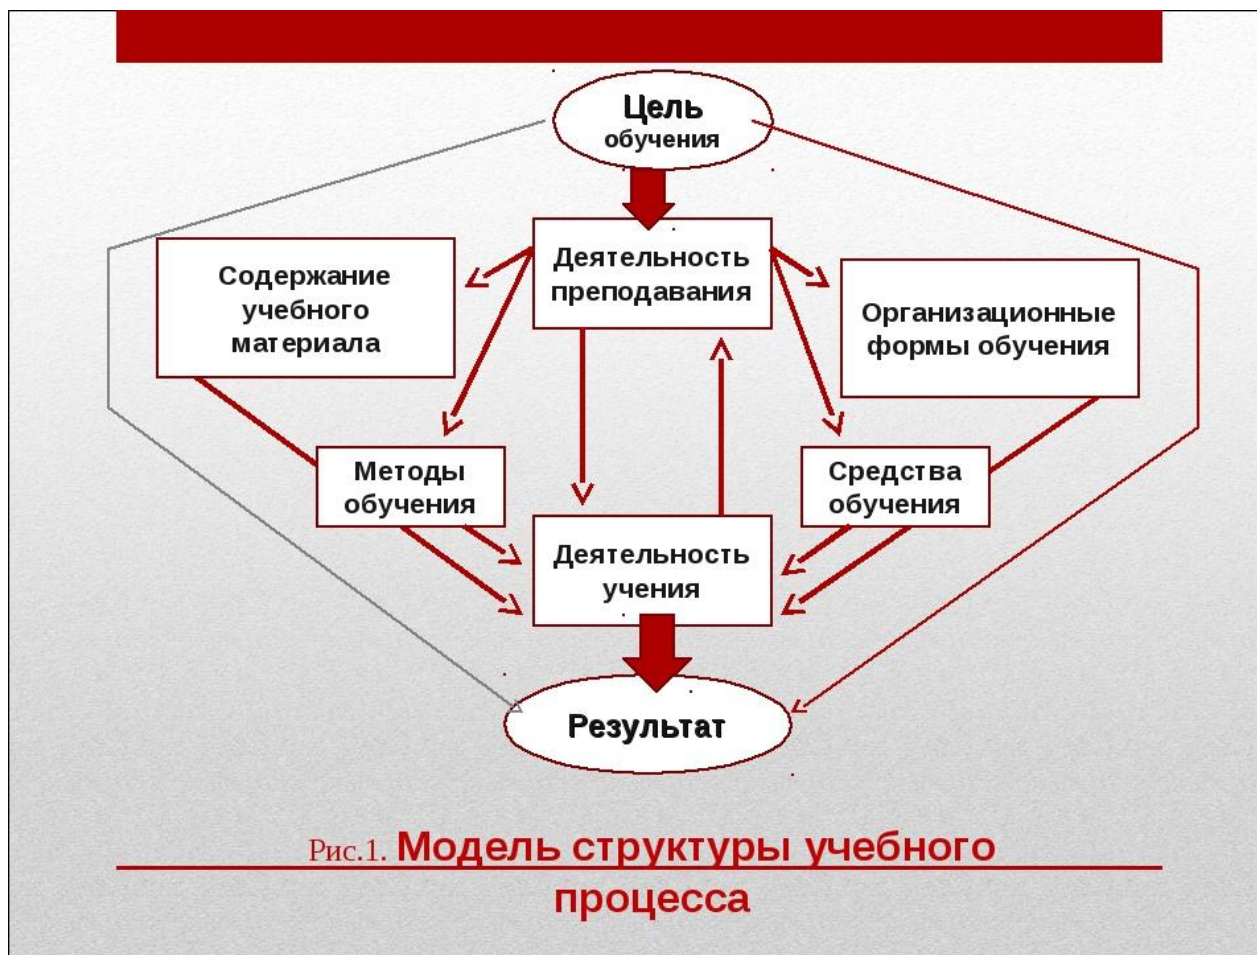 Цель
обучения
Деятельность
преподавания
Содержание
учебного
материала
Организационные
формы обучения
Методы
обучения
Средства
обучения
Деятельность
учения
Результат
Рис.1. Модель структуры учебного
процесса